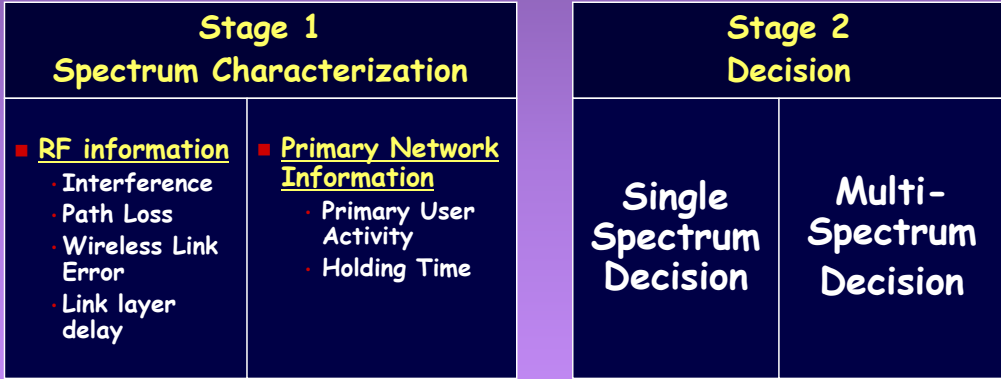 Stage 1
Spectrum Characterization
RF information
Interference
Path Loss
Wireless Link
Error
Link layer
delay
Primary Network
Information
Primary User
Activity
Holding Time
Stage 2
Decision
Single
Spectrum
Decision
Multi-
Spectrum
Decision